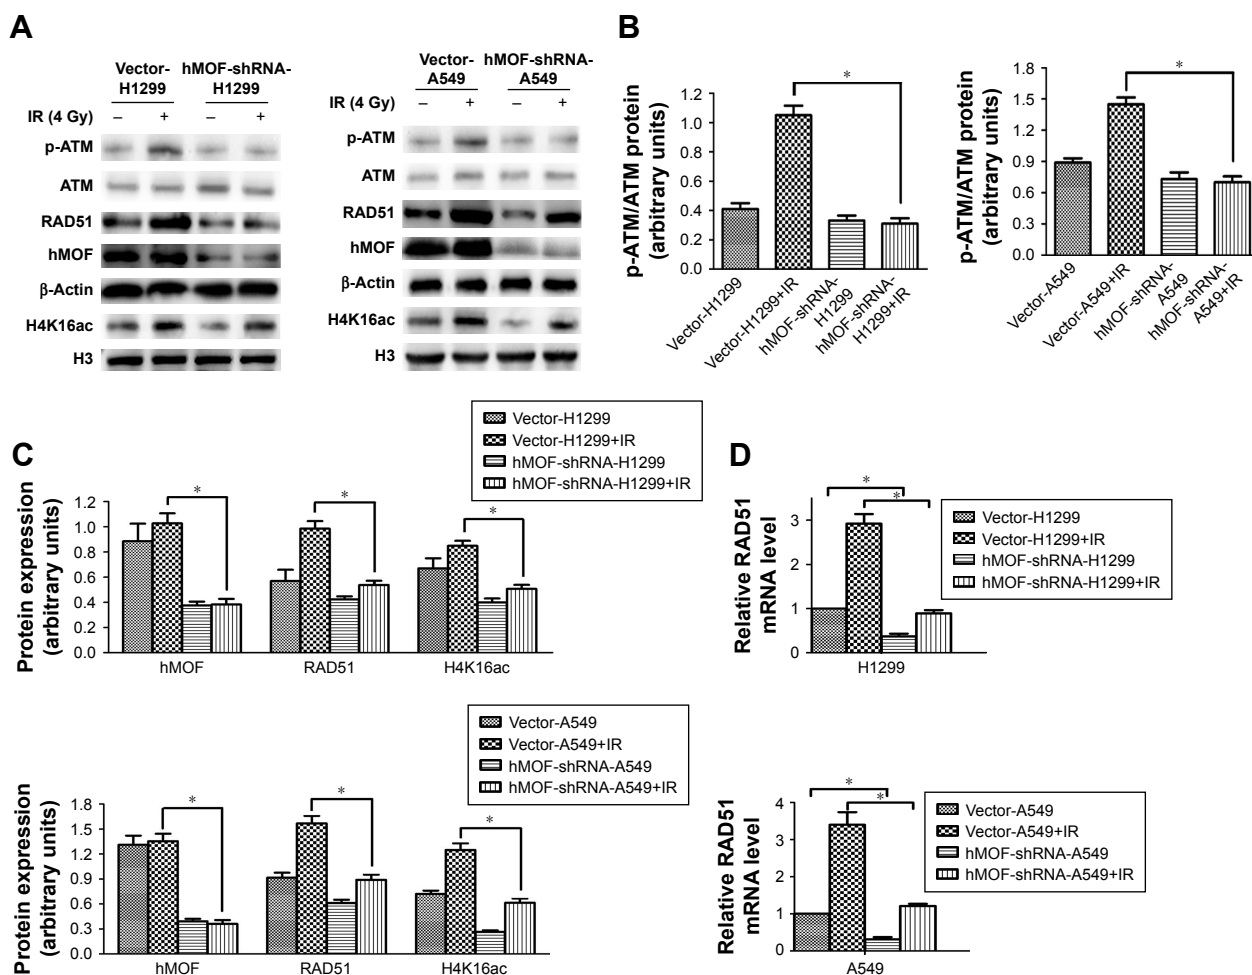 A
Vector-
H1299
hMOF-shRNA-
H1299
IR (4 Gy)
– + – +
p-ATM
ATM
RAD51
hMOF
β-Actin
H4K16ac
H3
Vector-
A549
hMOF-shRNA-
A549
IR (4 Gy)
– + – +
p-ATM
ATM
RAD51
hMOF
β-Actin
H4K16ac
H3
B
p-ATM/ATM protein
(arbitrary units)
1.2
1.0
0.8
0.6
0.4
0.2
0.0
*
Vector-H1299
Vector-H1299+IR
hMOF-shRNA-
H1299
hMOF-shRNA-
H1299+IR
p-ATM/ATM protein
(arbitrary units)
1.8
1.5
1.2
0.9
0.6
0.3
0.0
*
Vector-A549
Vector-A549+IR
hMOF-shRNA-
A549
hMOF-shRNA-
A549+IR
C
Vector-H1299
Vector-H1299+IR
hMOF-shRNA-H1299
hMOF-shRNA-H1299+IR
Protein expression
(arbitrary units)
1.2
1.0
0.8
0.6
0.4
0.2
0.0
* * *
hMOF RAD51 H4K16ac
Vector-A549
Vector-A549+IR
hMOF-shRNA-A549
hMOF-shRNA-A549+IR
Protein expression
(arbitrary units)
1.8
1.5
1.2
0.9
0.6
0.3
0.0
* * *
hMOF RAD51 H4K16ac
D
Relative RAD51
mRNA level
3
2
1
0
*
*
H1299
Vector-H1299
Vector-H1299+IR
hMOF-shRNA-H1299
hMOF-shRNA-H1299+IR
Relative RAD51
mRNA level
4
3
2
1
0
*
*
A549
Vector-A549
Vector-A549+IR
hMOF-shRNA-A549
hMOF-shRNA-A549+IR